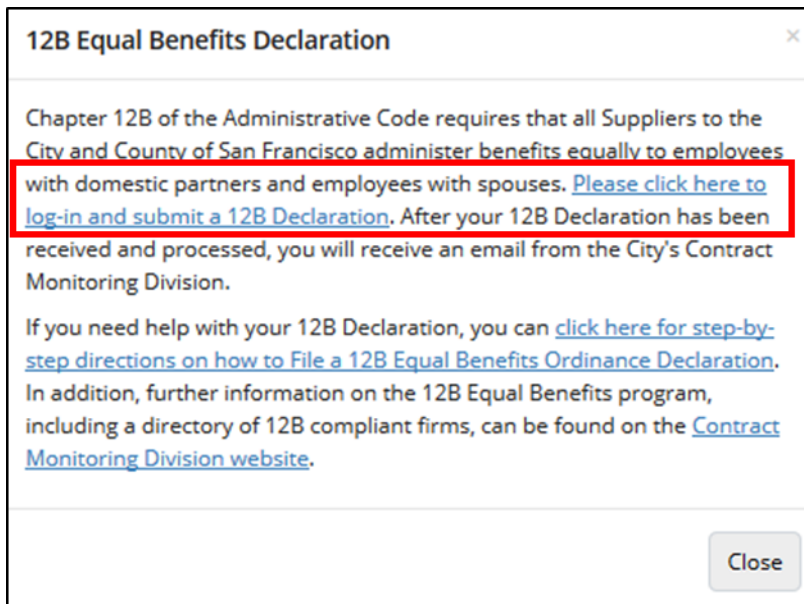 12B Equal Benefits Declaration
×
Chapter 12B of the Administrative Code requires that all Suppliers to the
City and County of San Francisco administer benefits equally to employees
with domestic partners and employees with spouses. Please click here to
log-in and submit a 12B Declaration. After your 12B Declaration has been
received and processed, you will receive an email from the City's Contract
Monitoring Division.
If you need help with your 12B Declaration, you can click here for step-by-
step directions on how to File a 12B Equal Benefits Ordinance Declaration.
In addition, further information on the 12B Equal Benefits program,
including a directory of 12B compliant firms, can be found on the Contract
Monitoring Division website.
Close